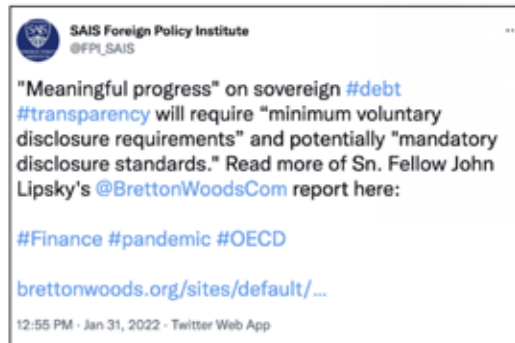 SAIS Foreign Policy Institute
@FPI_SAIS
"Meaningful progress" on sovereign #debt
#transparency will require “minimum voluntary
disclosure requirements” and potentially "mandatory
disclosure standards." Read more of Sn. Fellow John
Lipsky's @BrettonWoodsCom report here:
#Finance #pandemic #OECD
brettonwoods.org/sites/default/...
12:55 PM · Jan 31, 2022 · Twitter Web App